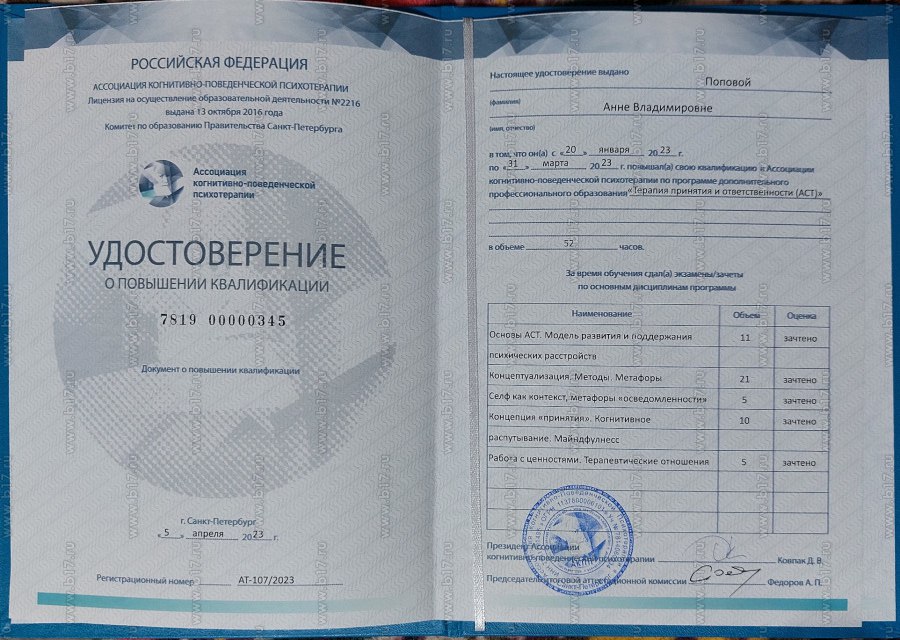 РОССИЙСКАЯ ФЕДЕРАЦИЯ
АССОЦИАЦИЯ КОГНИТИВНО-ПОВЕДЕНЧЕСКОЙ ПСИХОТЕРАПИИ
Лицензия на осуществление образовательной деятельности №2216
выдана 13 октября 2016 года
Комитет по образованию Правительства Санкт-Петербурга
Ассоциация
когнитивно-поведенческой
психотерапии
УДОСТОВЕРЕНИЕ
О ПОВЫШЕНИИ КВАЛИФИКАЦИИ
7819 00000345
Документ о повышении квалификации
г. Санкт-Петербург
« 5 » апреля 2023 г.
Регистрационный номер АТ-107/2023
Настоящее удостоверение выдано
Поповой
(фамилия)
Анне Владимировне
(имя, отчество)
в том, что он(а) с «20» января 2023 г.
по «31» марта 2023 г. повышал(а) свою квалификацию в Ассоциации
когнитивно-поведенческой психотерапии по программе дополнительного
профессионального образования «Терапия принятия и ответственности (АСТ)»
в объеме 52 часов.
За время обучения сдал(а) экзамены/зачеты
по основным дисциплинам программы
Наименование Объем Оценка
Основы АСТ. Модель развития и поддержания 11 зачтено
психических расстройств
Концептуализация. Методы. Метафоры 21 зачтено
Селф как контекст, метафоры «осведомленности» 5 зачтено
Концепция «принятия». Когнитивное 10 зачтено
распутывание. Майндфулнесс
Работа с ценностями. Терапевтические отношения 5 зачтено
Президент Ассоциации
когнитивно-поведенческой психотерапии Ковпак Д. В.
Председатель итоговой аттестационной комиссии Федоров А. П.
www.b17.ru